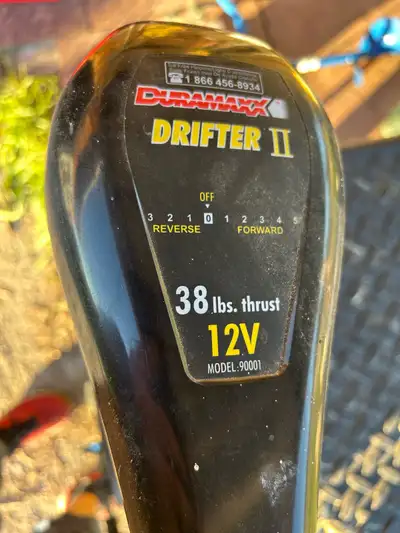 1 866 456-8934
DURAMAXX
DRIFTER II
OFF
3 2 1 0 1 2 3 4 5
REVERSE FORWARD
38 lbs. thrust
12V
MODEL:90001